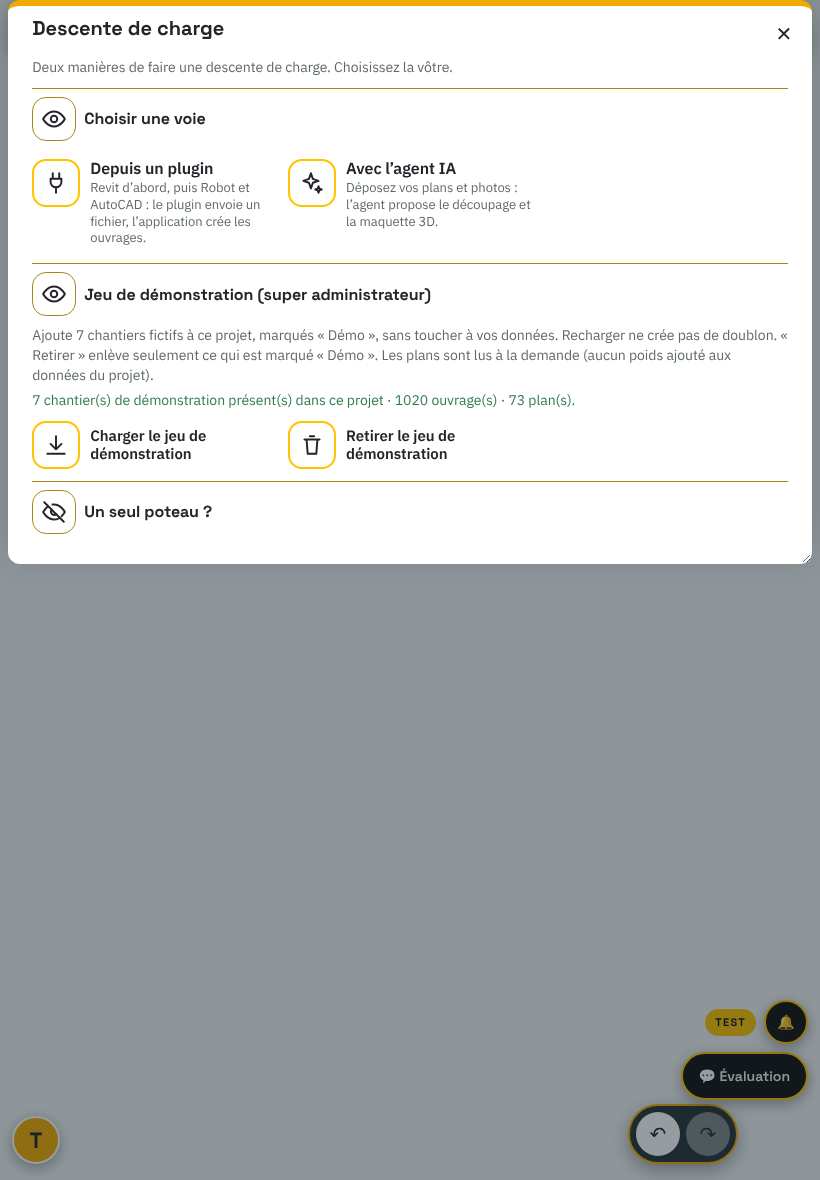 Descente de charge
Deux manières de faire une descente de charge. Choisissez la vôtre.
Choisir une voie
Depuis un plugin
Revit d’abord, puis Robot et
AutoCAD : le plugin envoie un
fichier, l’application crée les
ouvrages.
Avec l’agent IA
Déposez vos plans et photos :
l’agent propose le découpage et
la maquette 3D.
Jeu de démonstration (super administrateur)
Ajoute 7 chantiers fictifs à ce projet, marqués « Démo », sans toucher à vos données. Recharger ne crée pas de doublon. «
Retirer » enlève seulement ce qui est marqué « Démo ». Les plans sont lus à la demande (aucun poids ajouté aux
données du projet).
7 chantier(s) de démonstration présent(s) dans ce projet · 1020 ouvrage(s) · 73 plan(s).
Charger le jeu de
démonstration
Retirer le jeu de
démonstration
Un seul poteau ?
TEST
Évaluation
T